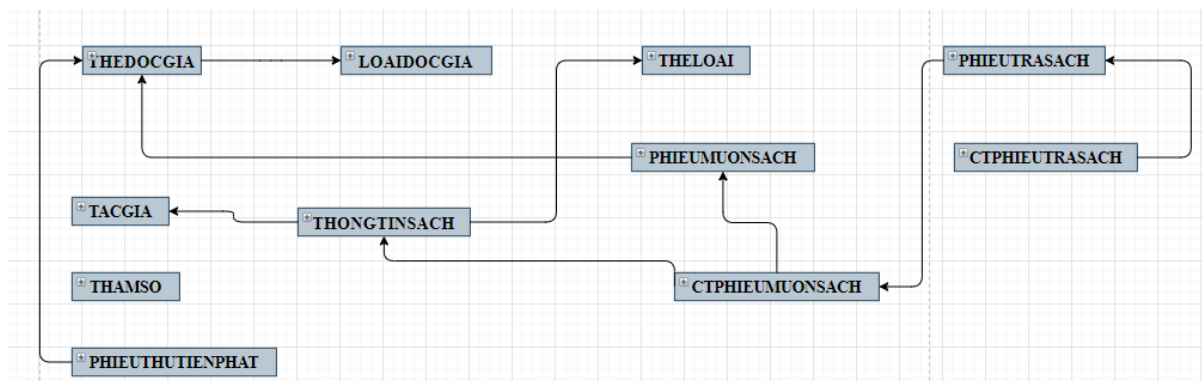 THEDOCGIA
LOAIDOCGIA
THELOAI
PHIEUTRASACH
PHIEUMUONSACH
CTPHIEUTRASACH
TACGIA
THONGTINSACH
THAMSO
CTPHIEUMUONSACH
PHIEUTHUTIENPHAT